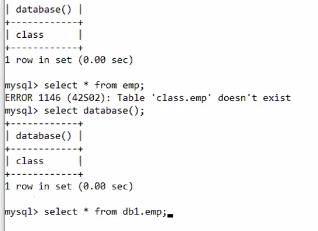 | database() |
+------------+
| class      |
+------------+
1 row in set (0.00 sec)
mysql> select * from emp;
ERROR 1146 (42S02): Table 'class.emp' doesn't exist
mysql> select database();
+------------+
| database() |
+------------+
| class      |
+------------+
1 row in set (0.00 sec)
mysql> select * from db1.emp;